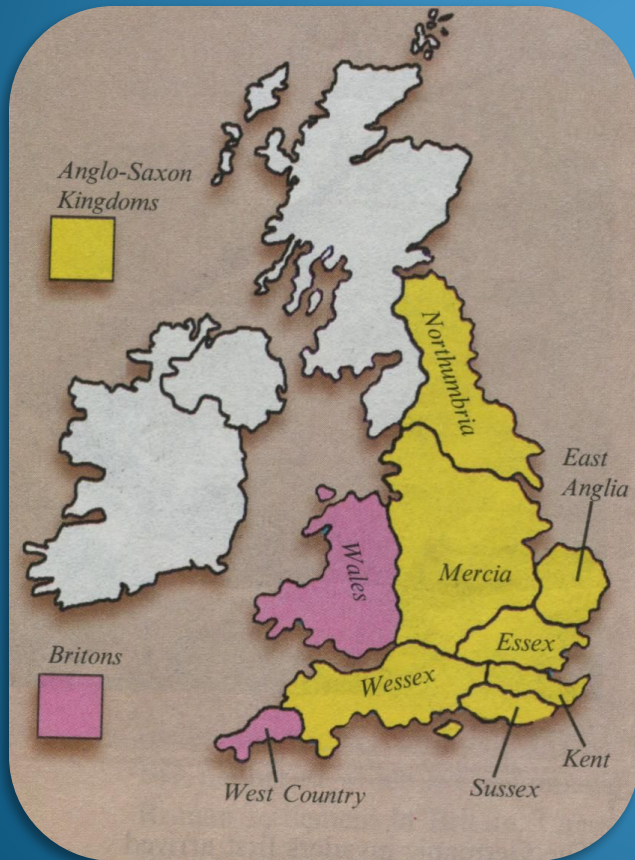 Anglo-Saxon
Kingdoms
Northumbria
East
Anglia
Wales
Mercia
Britons
Essex
Wessex
Kent
West Country
Sussex